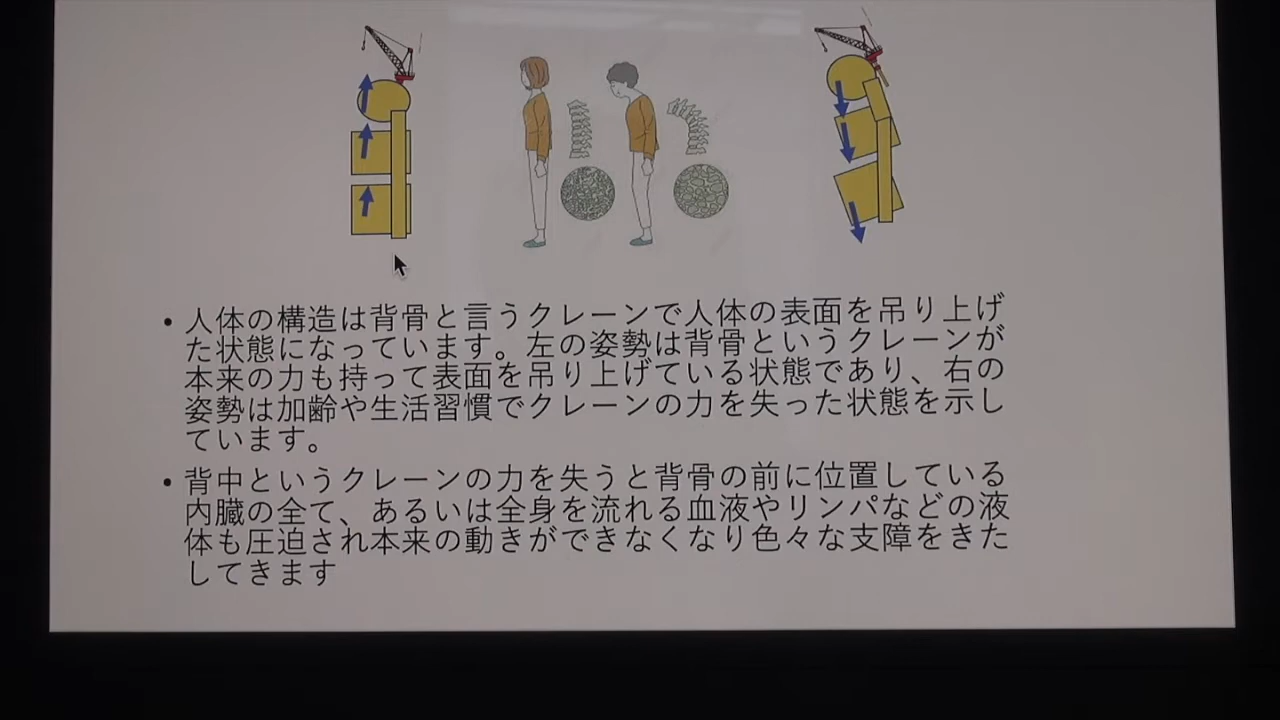 • 人体の構造は背骨と言うクレーンで人体の表面を吊り上げ
た状態になっています。左の姿勢は背骨というクレーンが
本来の力も持って表面を吊り上げている状態であり、右の
姿勢は加齢や生活習慣でクレーンの力を失った状態を示し
ています。
• 背中というクレーンの力を失うと背骨の前に位置している
内臓の全て、あるいは全身を流れる血液やリンパなどの液
体も圧迫され本来の動きができなくなり色々な支障をきた
してきます